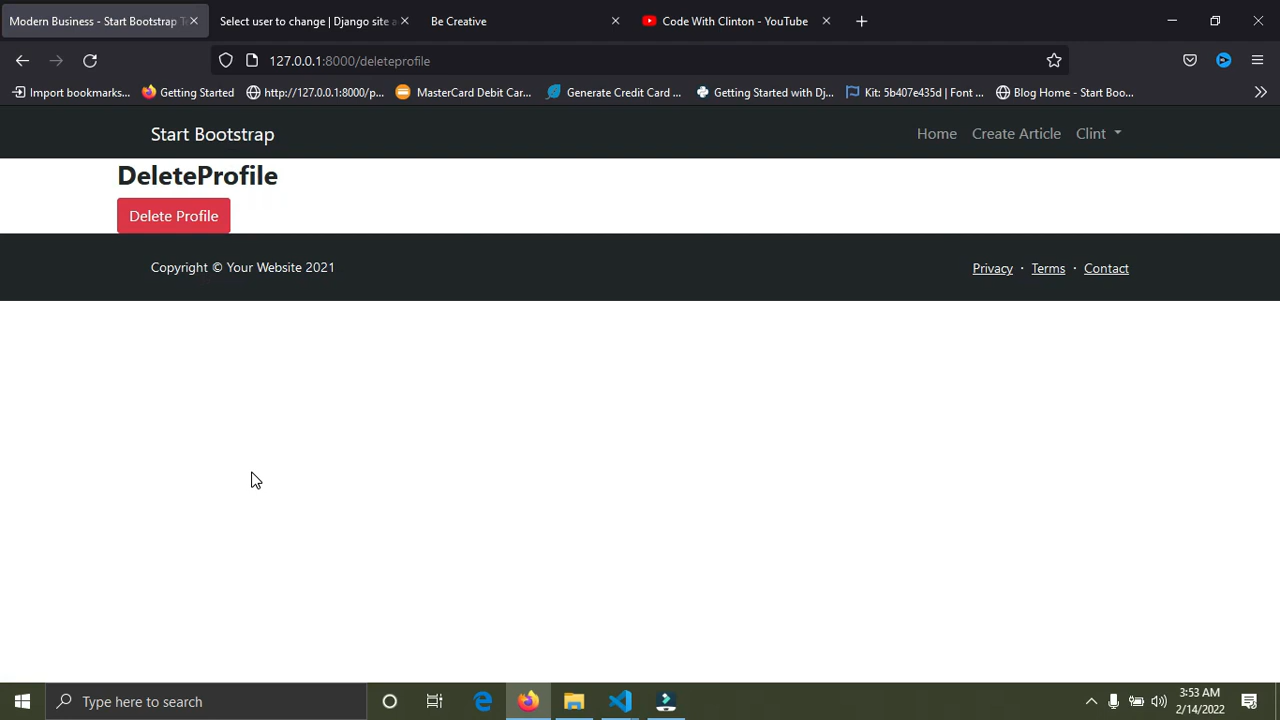 Modern Business - Start Bootstrap T
Select user to change | Django site a
Be Creative
Code With Clinton - YouTube
127.0.0.1:8000/deleteprofile
Import bookmarks...
Getting Started
http://127.0.0.1:8000/p...
MasterCard Debit Car...
Generate Credit Card ...
Getting Started with Dj...
Kit: 5b407e435d | Font ...
Blog Home - Start Boo...
Start Bootstrap
Home
Create Article
Clint
DeleteProfile
Delete Profile
Copyright © Your Website 2021
Privacy · Terms · Contact
Type here to search
3:53 AM
2/14/2022